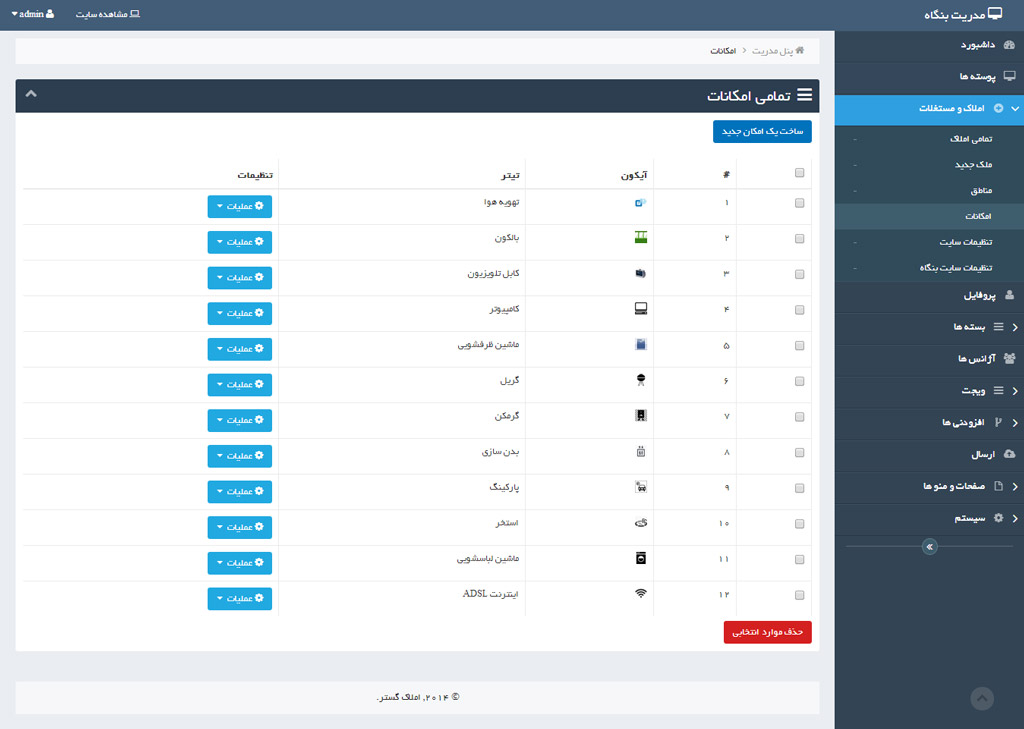 مدریت بنگاه
مشاهده سایت
admin
داشبورد
پوسته ها
املاک و مستغلات
تمامی املاک
ملک جدید
مناطق
امکانات
تنظیمات سایت
تنظیمات سایت بنگاه
پروفایل
بسته ها
آژانس ها
ویجت
افزودنی ها
ارسال
صفحات و منو ها
سیستم
پنل مدریت > امکانات
تمامی امکانات
ساخت یک امکان جدید
# آیکون تیتر تنظیمات
۱ تهویه هوا عملیات
۲ بالکون عملیات
۳ کابل تلویزیون عملیات
۴ کامپیوتر عملیات
۵ ماشین ظرفشویی عملیات
۶ گریل عملیات
۷ گرمکن عملیات
۸ بدن سازی عملیات
۹ پارکینگ عملیات
۱۰ استخر عملیات
۱۱ ماشین لباسشویی عملیات
۱۲ اینترنت ADSL عملیات
حذف موارد انتخابی
© ۲۰۱۴, املاک گستر.